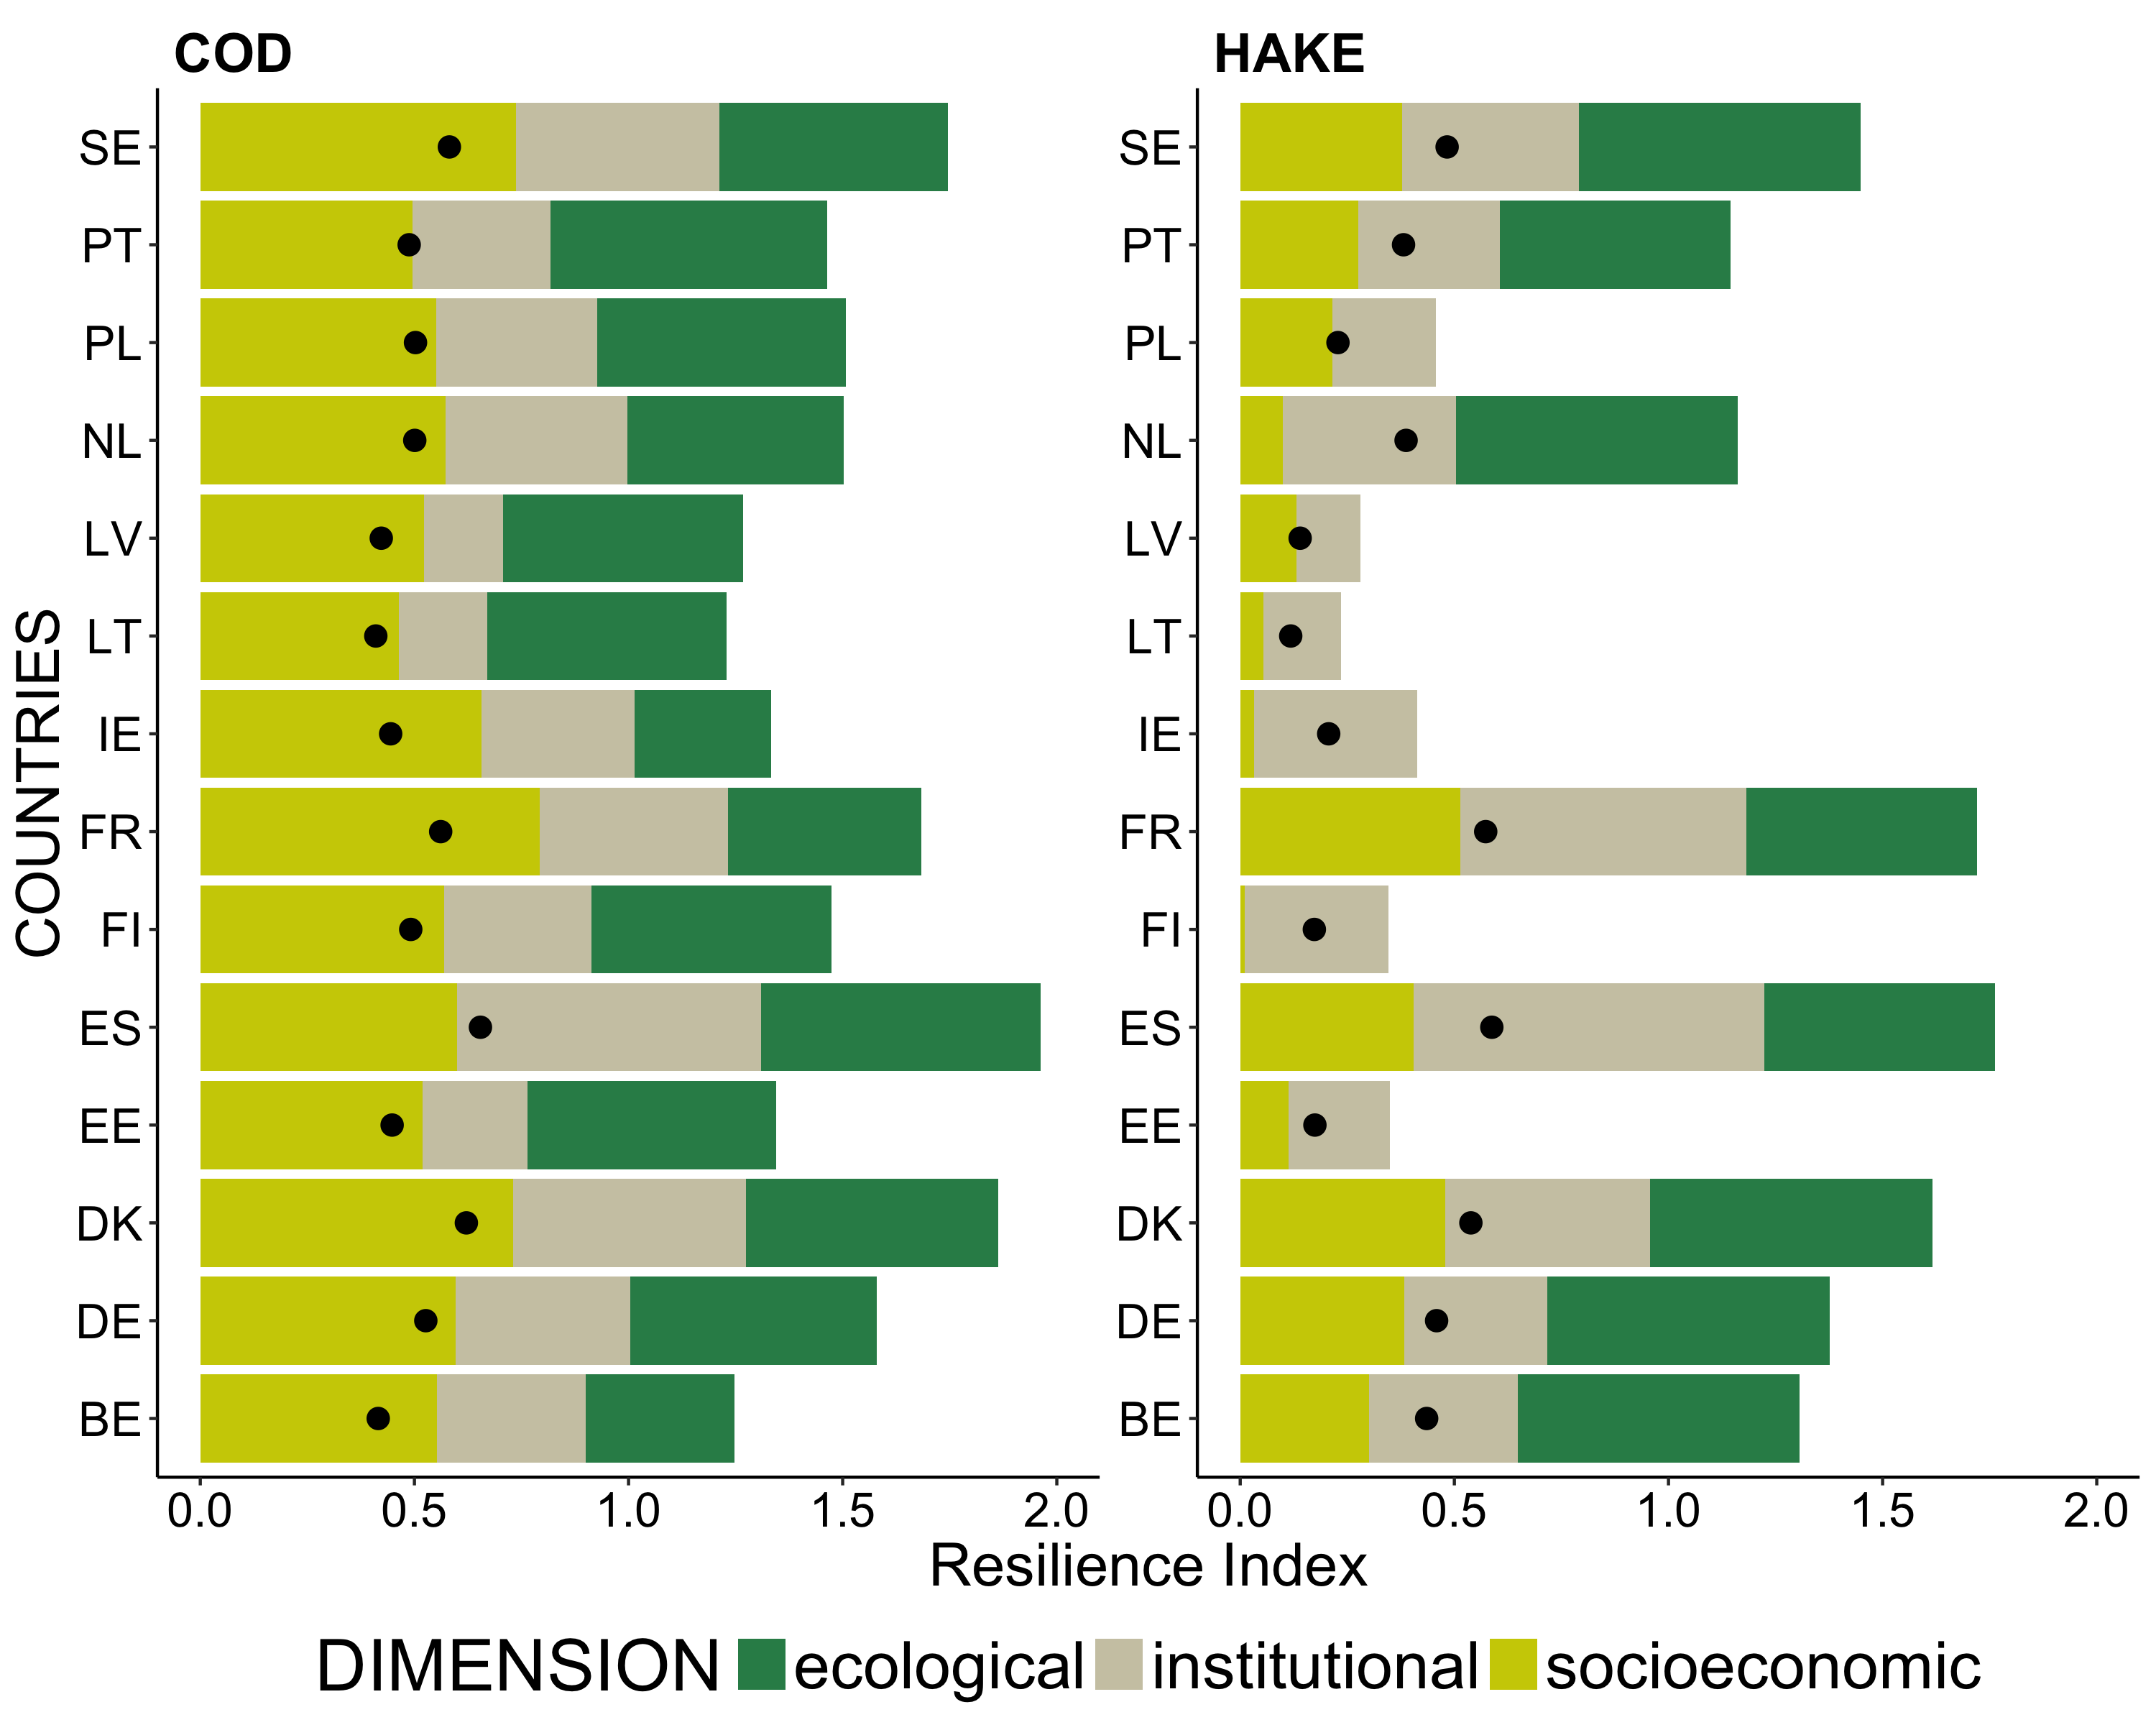 COD
SE
PT
PL
NL
LV
LT
IE
FR
FI
ES
EE
DK
DE
BE
0.0 0.5 1.0 1.5 2.0
COUNTRIES
HAKE
SE
PT
PL
NL
LV
LT
IE
FR
FI
ES
EE
DK
DE
BE
0.0 0.5 1.0 1.5 2.0
Resilience Index
DIMENSION ecological institutional socioeconomic